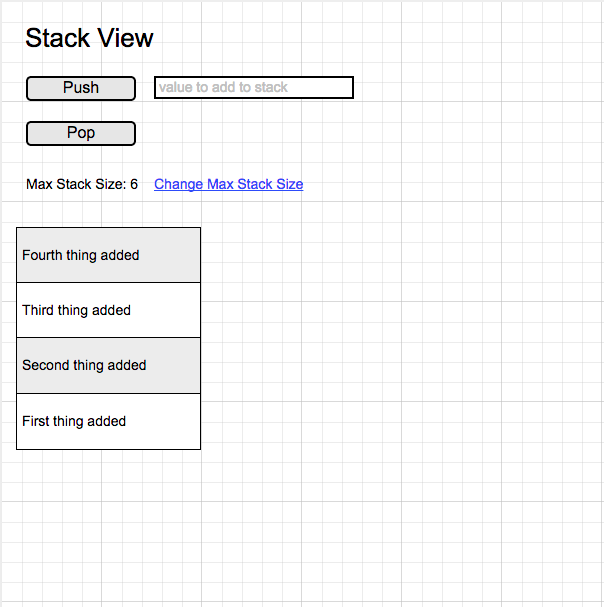 Stack View
Push
value to add to stack
Pop
Max Stack Size: 6
Change Max Stack Size
Fourth thing added
Third thing added
Second thing added
First thing added